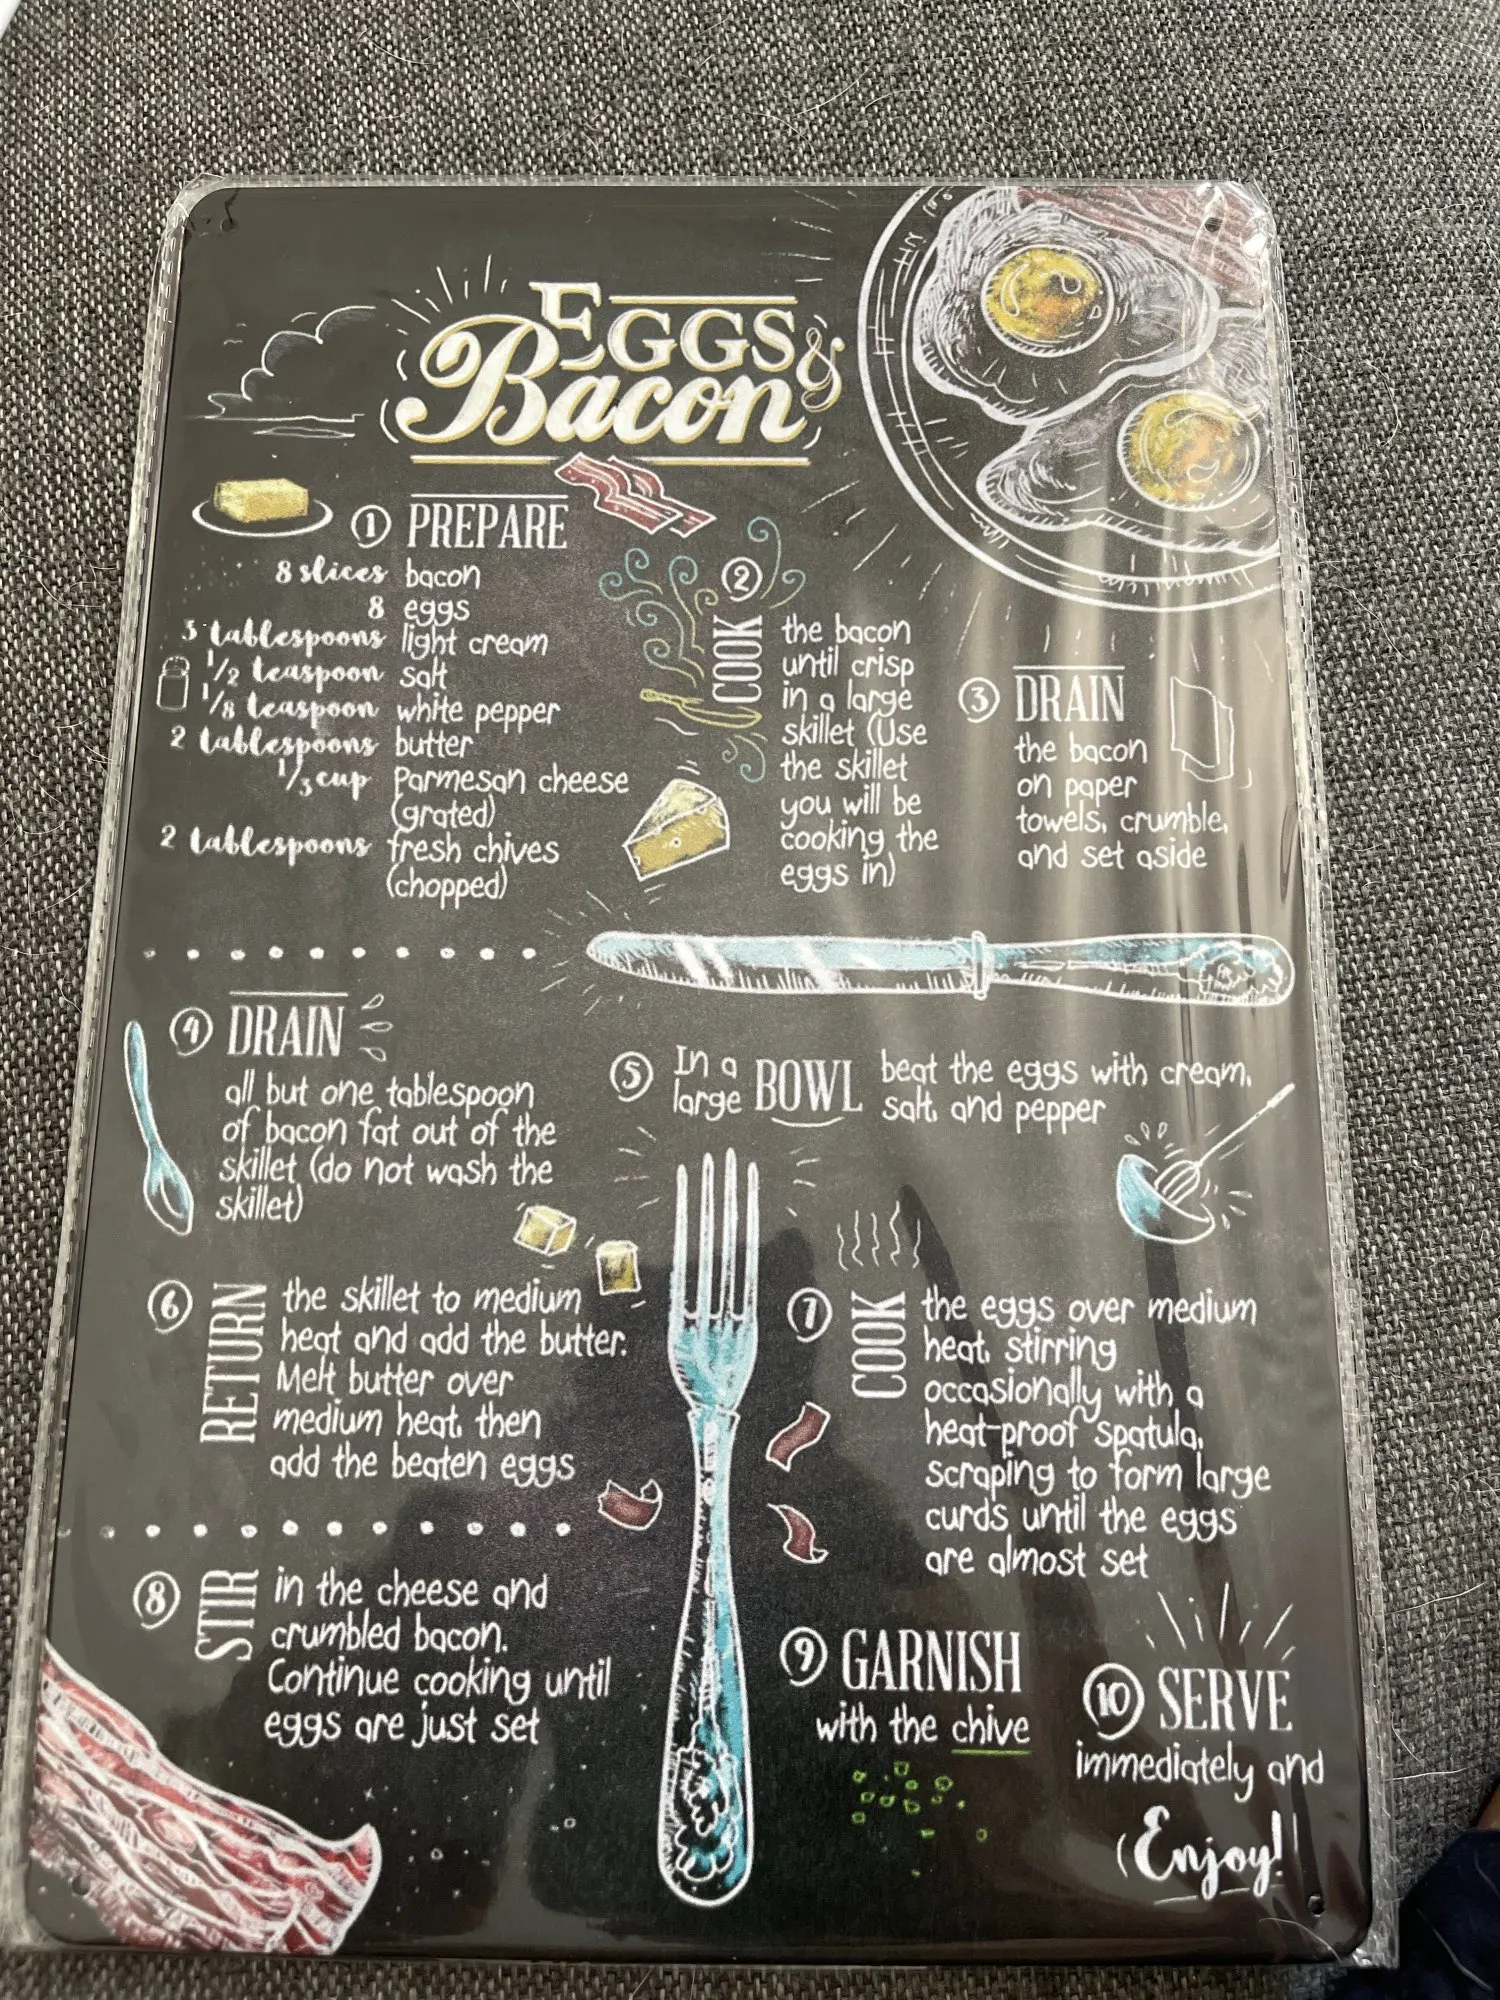 EGGS &
Bacon
1 PREPARE
8 slices bacon
8 eggs
3 tablespoons light cream
1/2 teaspoon salt
1/8 teaspoon white pepper
2 tablespoons butter
1/3 cup Parmesan cheese
(grated)
2 tablespoons fresh chives
(chopped)
2
COOK
the bacon
until crisp
in a large
skillet (Use
the skillet
you will be
cooking the
eggs in)
3 DRAIN
the bacon
on paper
towels, crumble,
and set aside
4 DRAIN
all but one tablespoon
of bacon fat out of the
skillet (do not wash the
skillet)
5 In a
large BOWL
beat the eggs with cream,
salt, and pepper
6 RETURN
the skillet to medium
heat and add the butter.
Melt butter over
medium heat, then
add the beaten eggs
7 COOK
the eggs over medium
heat, stirring
occasionally with a
heat-proof spatula,
scraping to form large
curds until the eggs
are almost set
8 STIR
in the cheese and
crumbled bacon.
Continue cooking until
eggs are just set
9 GARNISH
with the chive
10 SERVE
immediately and
Enjoy!